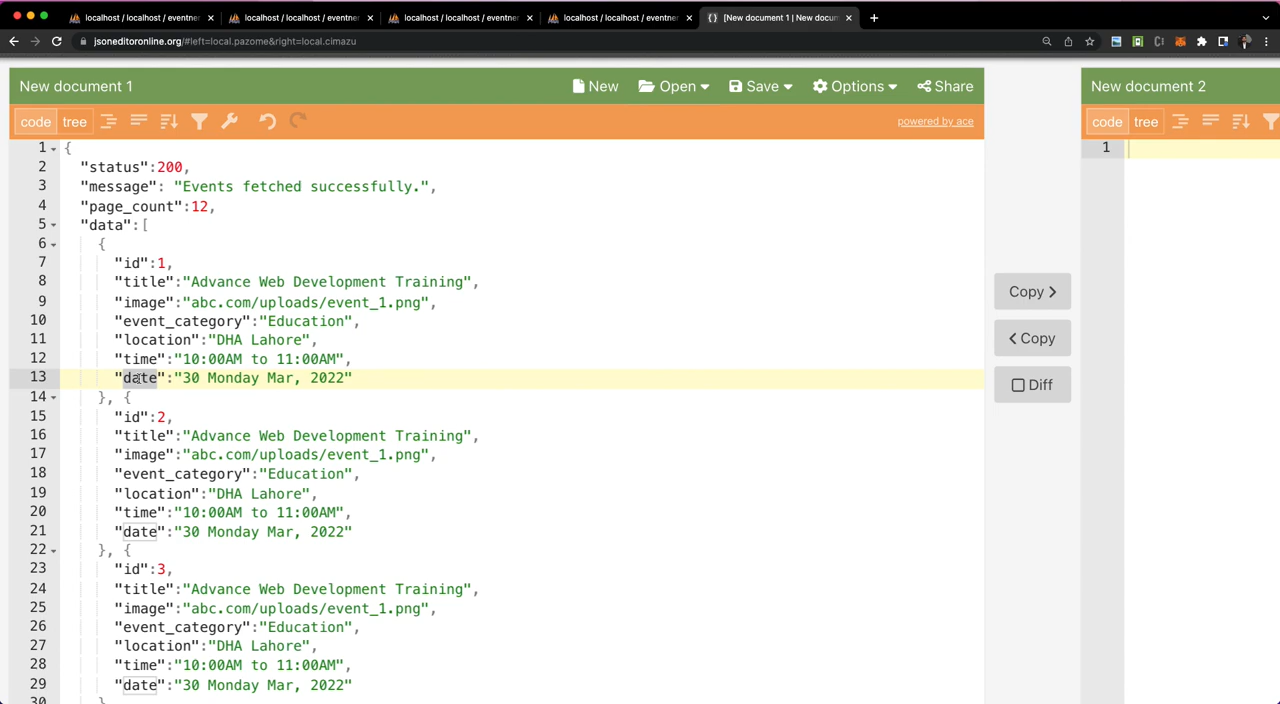 localhost / localhost / eventner
localhost / localhost / eventner
localhost / localhost / eventner
localhost / localhost / eventner
{} [New document 1 | New docum
jsoneditoronline.org/#left=local.pazome&right=local.cimazu
New document 1 New Open Save Options Share
code tree powered by ace
1 {
2 "status":200,
3 "message": "Events fetched successfully.",
4 "page_count":12,
5 "data":[
6 {
7 "id":1,
8 "title":"Advance Web Development Training",
9 "image":"abc.com/uploads/event_1.png",
10 "event_category":"Education",
11 "location":"DHA Lahore",
12 "time":"10:00AM to 11:00AM",
13 "date":"30 Monday Mar, 2022"
14 }, {
15 "id":2,
16 "title":"Advance Web Development Training",
17 "image":"abc.com/uploads/event_1.png",
18 "event_category":"Education",
19 "location":"DHA Lahore",
20 "time":"10:00AM to 11:00AM",
21 "date":"30 Monday Mar, 2022"
22 }, {
23 "id":3,
24 "title":"Advance Web Development Training",
25 "image":"abc.com/uploads/event_1.png",
26 "event_category":"Education",
27 "location":"DHA Lahore",
28 "time":"10:00AM to 11:00AM",
29 "date":"30 Monday Mar, 2022"
30 }
Copy >
< Copy
Diff
New document 2
code tree
1